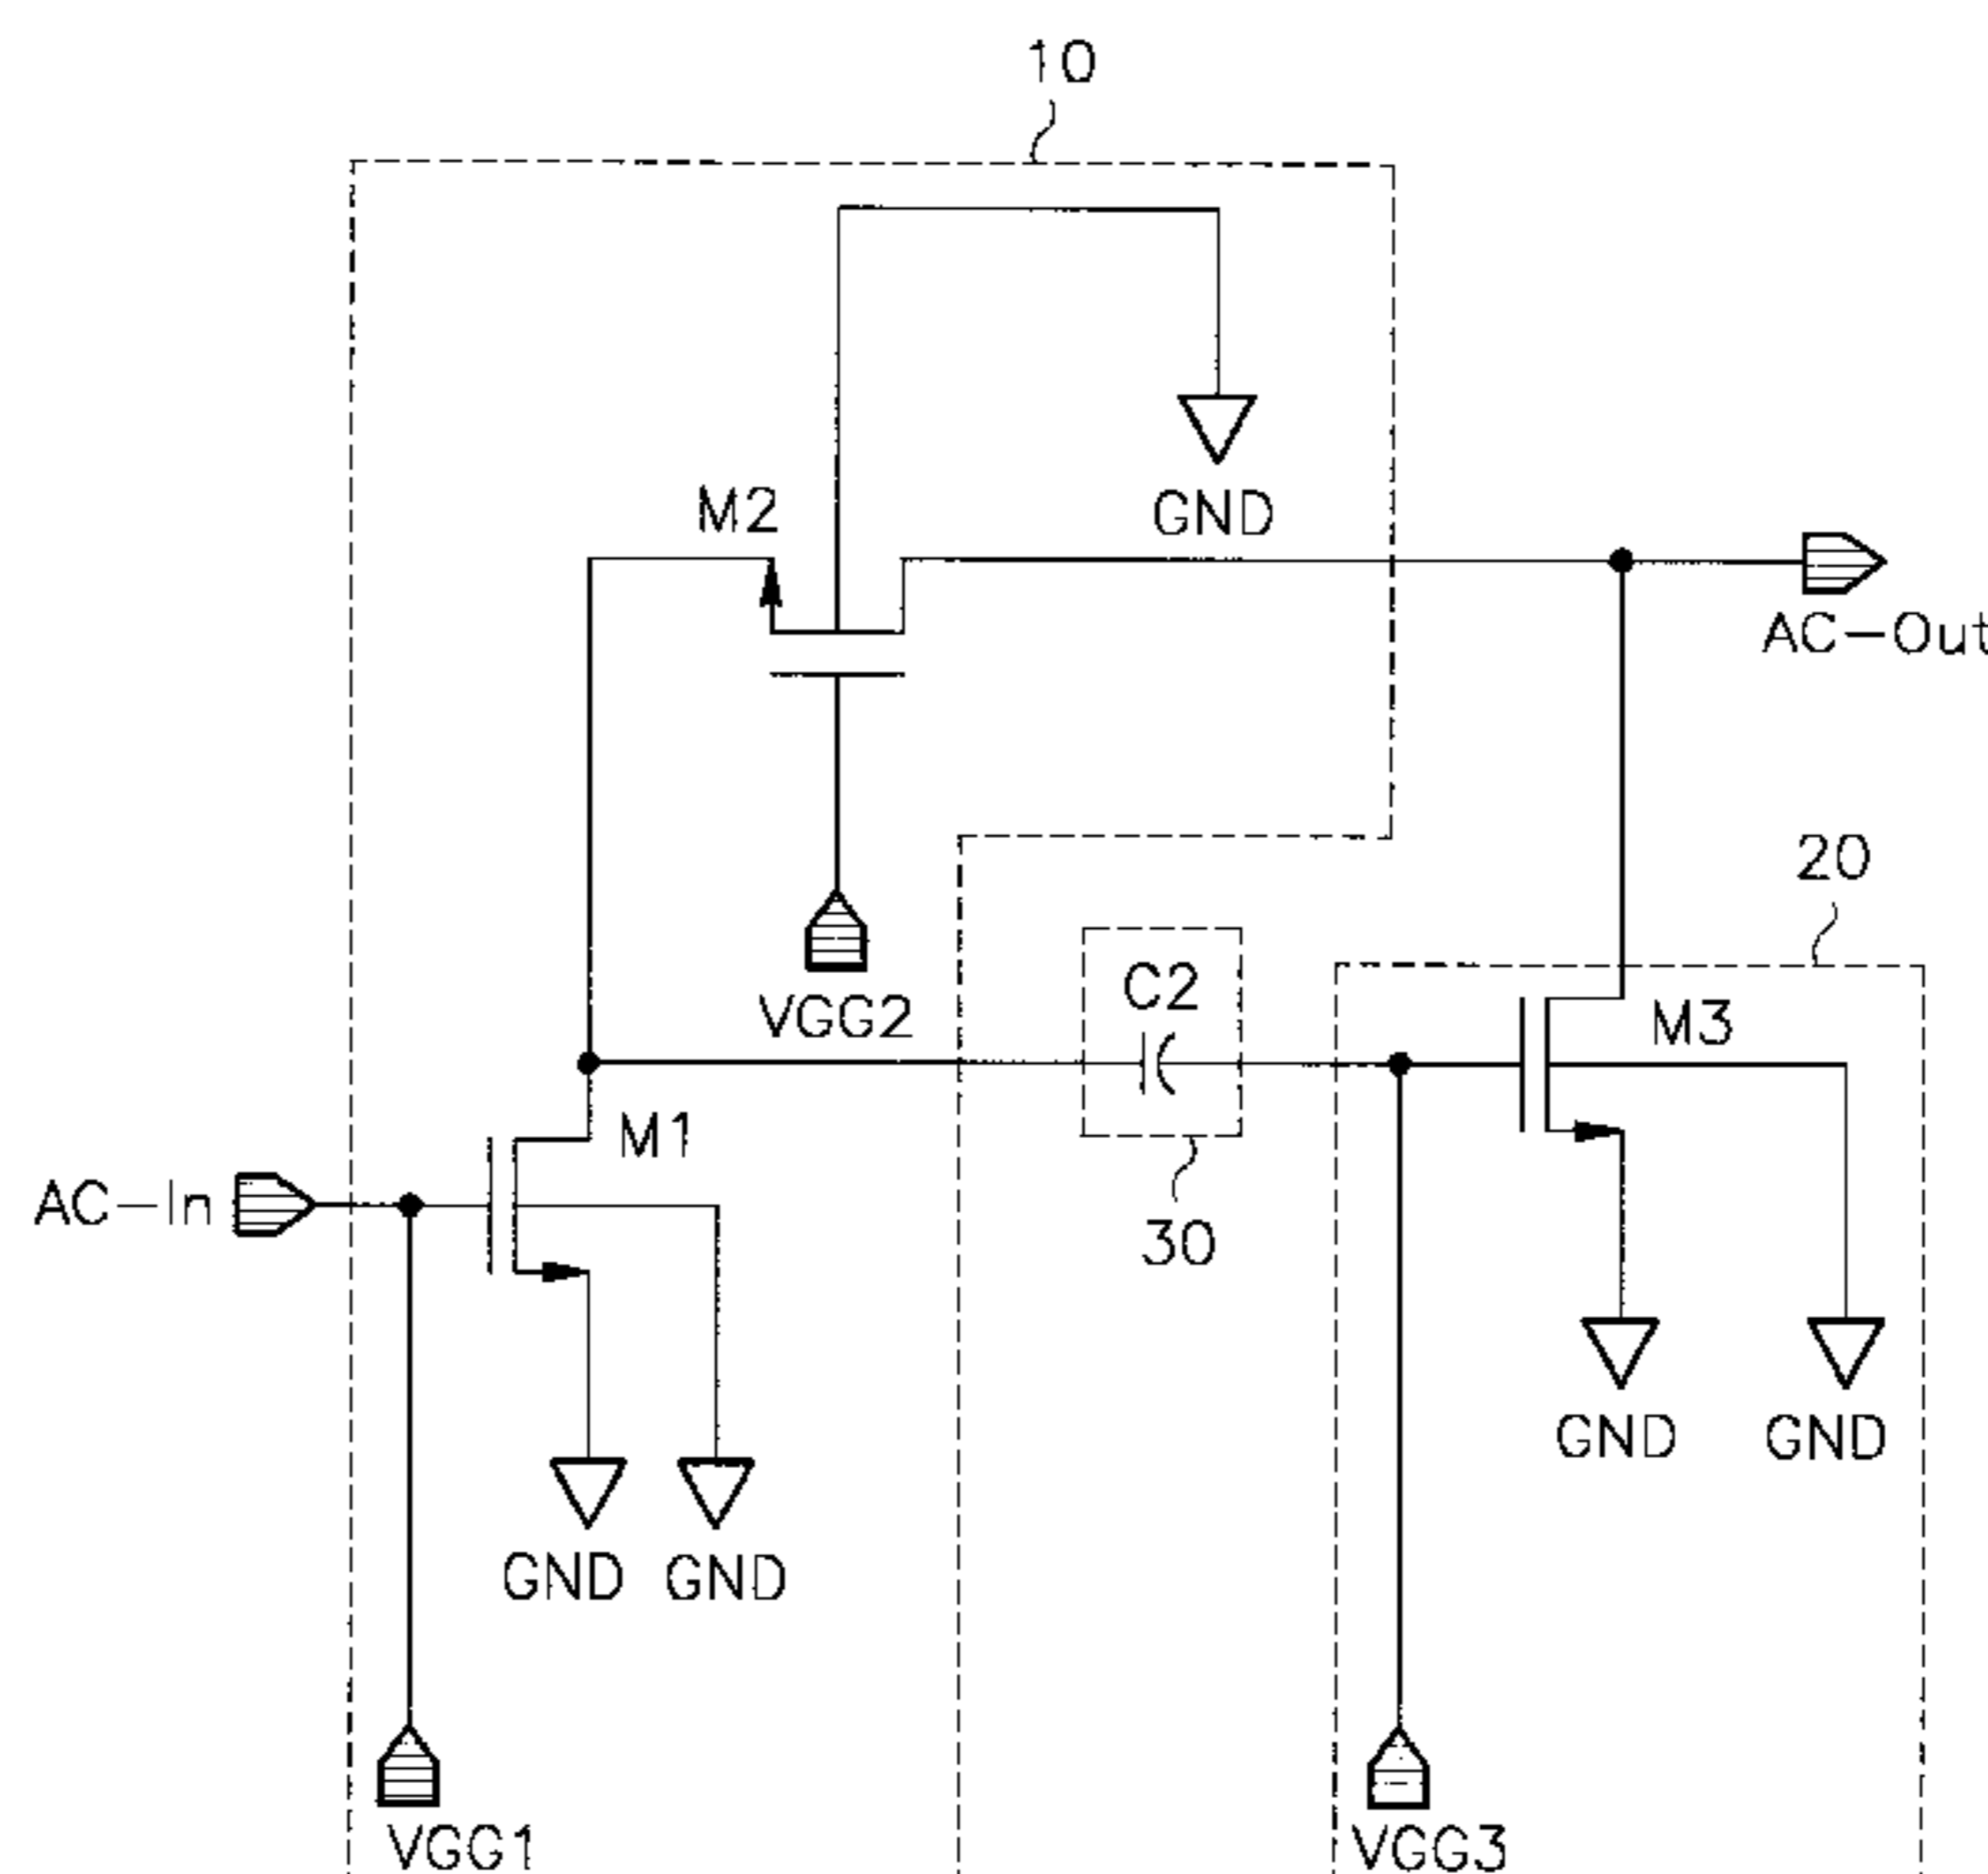 10
M2
GND
AC-Out
20
C2
VGG2
M3
M1
AC-In
30
GND
GND
GND
GND
VGG1
VGG3